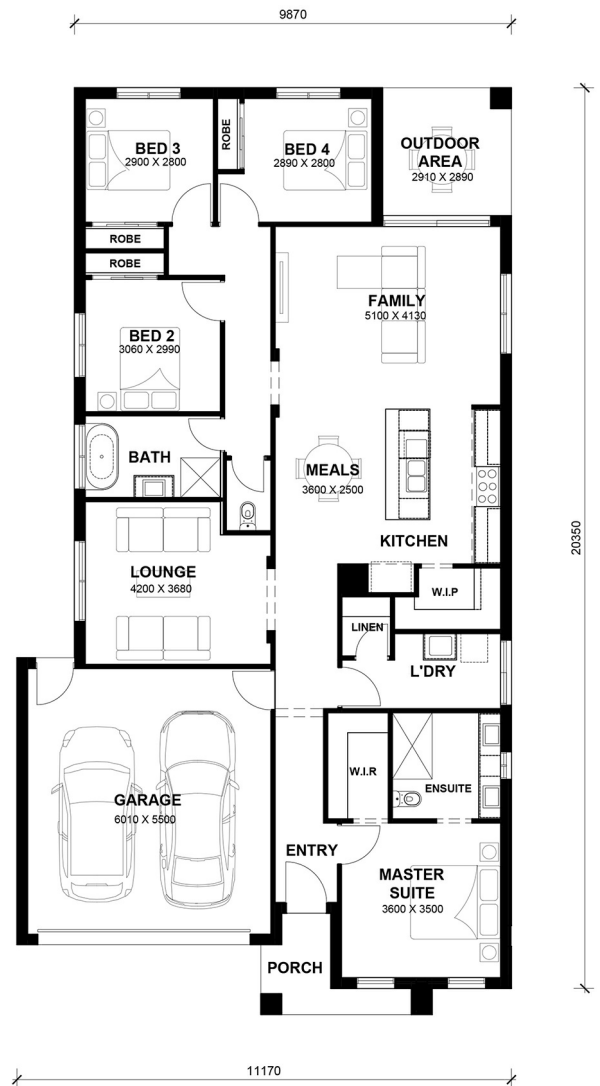 9870
BED 3
2900 X 2800
ROBE
BED 4
2890 X 2800
OUTDOOR
AREA
2910 X 2890
ROBE
ROBE
FAMILY
5100 X 4130
BED 2
3060 X 2990
BATH
MEALS
3600 X 2500
KITCHEN
20350
LOUNGE
4200 X 3680
W.I.P
LINEN
L'DRY
W.I.R
ENSUITE
GARAGE
6010 X 5500
ENTRY
MASTER
SUITE
3600 X 3500
PORCH
11170